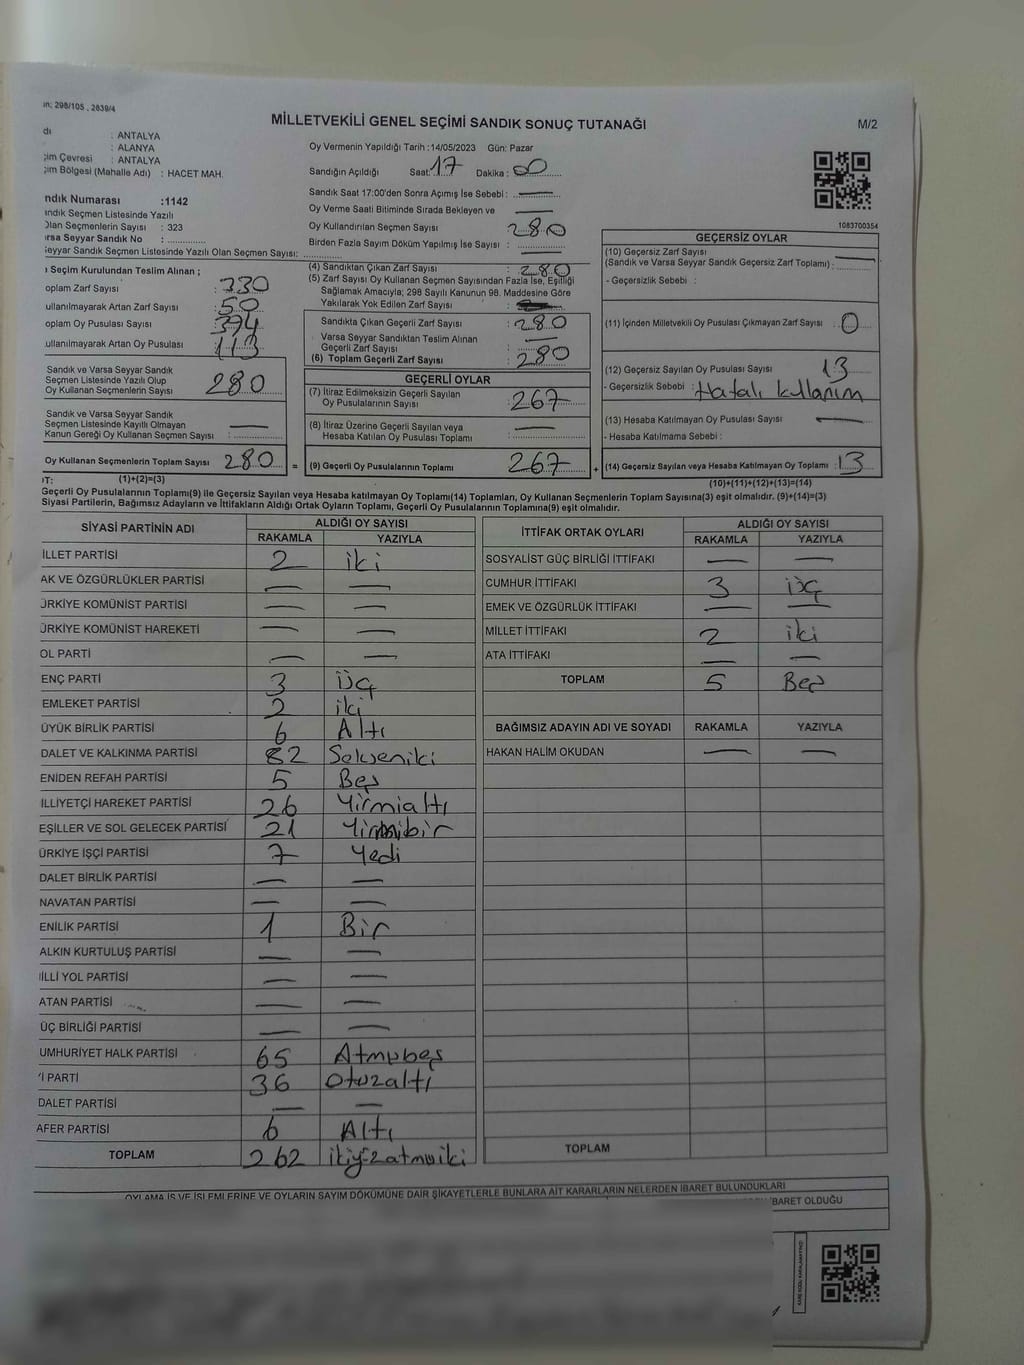 in: 298/105 , 2839/4
MİLLETVEKİLİ GENEL SEÇİMİ SANDIK SONUÇ TUTANAĞI
M/2
dı : ANTALYA
: ALANYA
çim Çevresi : ANTALYA
çim Bölgesi (Mahalle Adı) : HACET MAH.
Oy Vermenin Yapıldığı Tarih : 14/05/2023 Gün: Pazar
Sandığın Açıldığı Saat: 17 Dakika : 00
Sandık Saat 17:00'den Sonra Açımış İse Sebebi : —
Oy Verme Saati Bitiminde Sırada Bekleyen ve —
Oy Kullandırılan Seçmen Sayısı : 280
Birden Fazla Sayım Döküm Yapılmış İse Sayısı : —
1083700354
ndık Numarası :1142
ındık Seçmen Listesinde Yazılı
Olan Seçmenlerin Sayısı : 323
arsa Seyyar Sandık No :
Seyyar Sandık Seçmen Listesinde Yazılı Olan Seçmen Sayısı:
ı Seçim Kurulundan Teslim Alınan ;
oplam Zarf Sayısı : 330
ullanılmayarak Artan Zarf Sayısı : 50
oplam Oy Pusulası Sayısı : 394
ullanılmayarak Artan Oy Pusulası : 113
Sandık ve Varsa Seyyar Sandık
Seçmen Listesinde Yazılı Olup
Oy Kullanan Seçmenlerin Sayısı : 280
Sandık ve Varsa Seyyar Sandık
Seçmen Listesinde Kayıtlı Olmayan —
Kanun Gereği Oy Kullanan Seçmen Sayısı :
Oy Kullanan Seçmenlerin Toplam Sayısı 280 =
(4) Sandıktan Çıkan Zarf Sayısı : 280
(5) Zarf Sayısı Oy Kullanan Seçmen Sayısından Fazla İse, Eşitliği
Sağlamak Amacıyla; 298 Sayılı Kanunun 98. Maddesine Göre
Yakılarak Yok Edilen Zarf Sayısı :
Sandıkta Çıkan Geçerli Zarf Sayısı : 280
Varsa Seyyar Sandıktan Teslim Alınan
Geçerli Zarf Sayısı : —
(6) Toplam Geçerli Zarf Sayısı : 280
GEÇERLİ OYLAR
(7) İtiraz Edilmeksizin Geçerli Sayılan
Oy Pusulalarının Sayısı : 267
(8) İtiraz Üzerine Geçerli Sayılan veya
Hesaba Katılan Oy Pusulası Toplamı : —
(9) Geçerli Oy Pusulalarının Toplamı 267 +
GEÇERSİZ OYLAR
(10) Geçersiz Zarf Sayısı
(Sandık ve Varsa Seyyar Sandık Geçersiz Zarf Toplamı) : —
- Geçersizlik Sebebi :
(11) İçinden Milletvekili Oy Pusulası Çıkmayan Zarf Sayısı : 0
(12) Geçersiz Sayılan Oy Pusulası Sayısı 13
- Geçersizlik Sebebi : Hatalı kullanım
(13) Hesaba Katılmayan Oy Pusulası Sayısı : —
- Hesaba Katılmama Sebebi :
(14) Geçersiz Sayılan veya Hesaba Katılmayan Oy Toplamı : 13
OT: (1)+(2)=(3)
(10)+(11)+(12)+(13)=(14)
Geçerli Oy Pusulalarının Toplamı(9) ile Geçersiz Sayılan veya Hesaba katılmayan Oy Toplamı(14) Toplamları, Oy Kullanan Seçmenlerin Toplam Sayısına(3) eşit olmalıdır. (9)+(14)=(3)
Siyasi Partilerin, Bağımsız Adayların ve İttifakların Aldığı Ortak Oyların Toplamı, Geçerli Oy Pusulalarının Toplamına(9) eşit olmalıdır.
SİYASİ PARTİNİN ADI ALDIĞI OY SAYISI
RAKAMLA YAZIYLA
İLLET PARTİSİ 2 iki
AK VE ÖZGÜRLÜKLER PARTİSİ — —
ÜRKİYE KOMÜNİST PARTİSİ — —
ÜRKİYE KOMÜNİST HAREKETİ — —
OL PARTİ — —
ENÇ PARTİ 3 üç
EMLEKET PARTİSİ 2 iki
ÜYÜK BİRLİK PARTİSİ 6 Altı
DALET VE KALKINMA PARTİSİ 82 Sekseniki
ENİDEN REFAH PARTİSİ 5 Beş
İLLİYETÇİ HAREKET PARTİSİ 26 Yirmialtı
EŞİLLER VE SOL GELECEK PARTİSİ 21 Yirmibir
ÜRKİYE İŞÇİ PARTİSİ 7 Yedi
DALET BİRLİK PARTİSİ — —
NAVATAN PARTİSİ — —
ENİLİK PARTİSİ 1 Bir
ALKIN KURTULUŞ PARTİSİ — —
İLLİ YOL PARTİSİ — —
ATAN PARTİSİ — —
ÜÇ BİRLİĞİ PARTİSİ — —
UMHURİYET HALK PARTİSİ 65 Atmışbeş
Yİ PARTİ 36 Otuzaltı
DALET PARTİSİ — —
AFER PARTİSİ 6 Altı
TOPLAM 262 ikiyüzatmışiki
İTTİFAK ORTAK OYLARI ALDIĞI OY SAYISI
RAKAMLA YAZIYLA
SOSYALİST GÜÇ BİRLİĞİ İTTİFAKI — —
CUMHUR İTTİFAKI 3 üç
EMEK VE ÖZGÜRLÜK İTTİFAKI — —
MİLLET İTTİFAKI 2 iki
ATA İTTİFAKI — —
TOPLAM 5 Beş
BAĞIMSIZ ADAYIN ADI VE SOYADI RAKAMLA YAZIYLA
HAKAN HALİM OKUDAN — —
TOPLAM
OYLAMA İŞ VE İŞLEMLERİNE VE OYLARIN SAYIM DÖKÜMÜNE DAİR ŞİKAYETLERLE BUNLARA AİT KARARLARIN NELERDEN İBARET BULUNDUKLARI
İBARET OLDUĞU